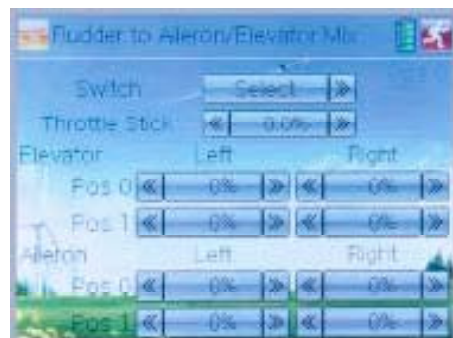 Rudder to Aileron/Elevator Mix
Switch Select
Throttle Stick 0.0%
Elevator Left Right
Pos 0 0% 0%
Pos 1 0% 0%
Aileron Left Right
Pos 0 0% 0%
Pos 1 0% 0%